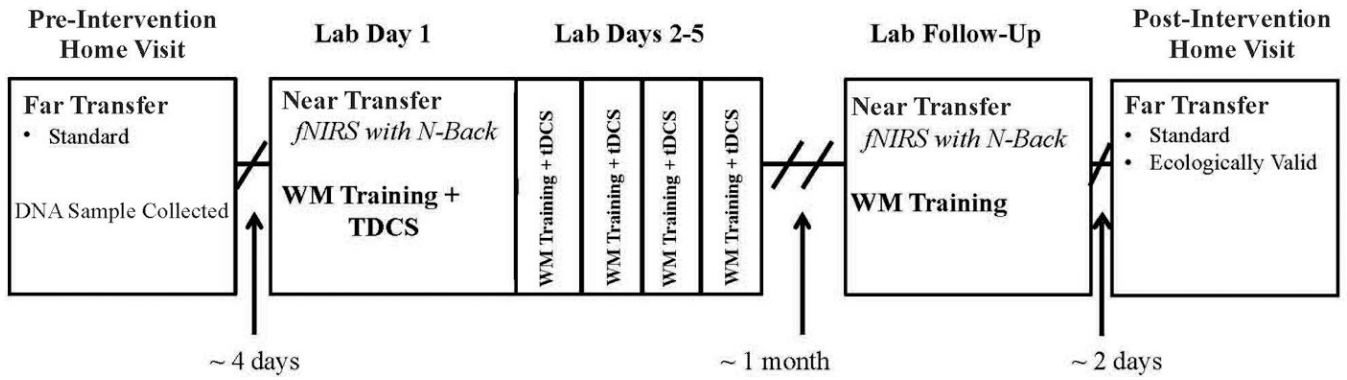 Pre-Intervention
Home Visit
Lab Day 1
Lab Days 2-5
Lab Follow-Up
Post-Intervention
Home Visit
Far Transfer
• Standard
DNA Sample Collected
Near Transfer
fNIRS with N-Back
WM Training +
TDCS
WM Training + tDCS
WM Training + tDCS
WM Training + tDCS
WM Training + tDCS
Near Transfer
fNIRS with N-Back
WM Training
Far Transfer
• Standard
• Ecologically Valid
~ 4 days
~ 1 month
~ 2 days